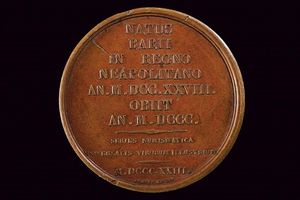 NATUS
BARII
IN REGNO
NEAPOLITANO
AN. M. DCC. XXVIII.
OBIIT
AN. M. DCCC.
SERIES NUMISMATICA
UNIVERSALIS VIRORUM ILLUSTRIUM
M. DCCC. XXIII.